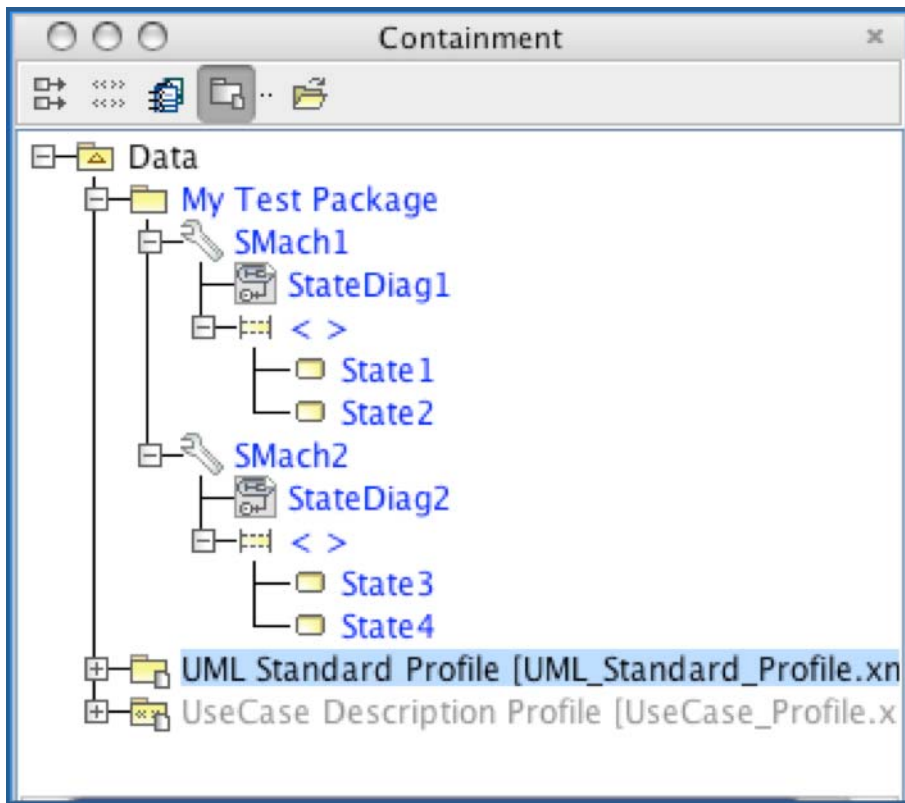 Containment
Data
My Test Package
SMach1
StateDiag1
< >
State1
State2
SMach2
StateDiag2
< >
State3
State4
UML Standard Profile [UML_Standard_Profile.xn
UseCase Description Profile [UseCase_Profile.x